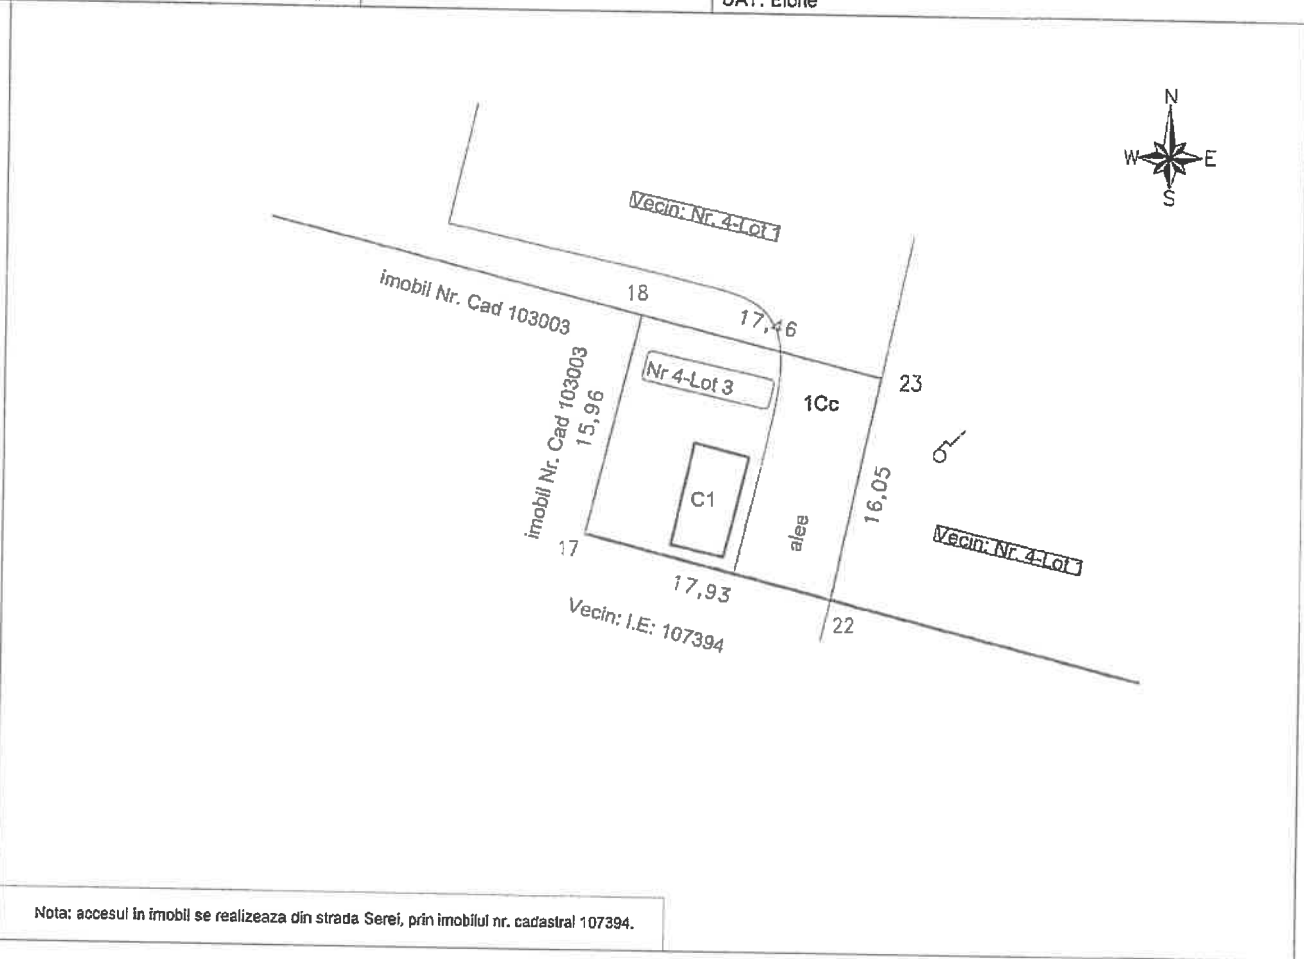 N
W E
S
Vecin: Nr. 4-Lot 1
imobil Nr. Cad 103003
18
17,46
23
Nr 4-Lot 3
1Cc
imobil Nr. Cad 103003
15,96
C1
alee
16,05
Vecin: Nr. 4-Lot 1
17
17,93
22
Vecin: I.E: 107394
Nota: accesul in imobil se realizeaza din strada Serei, prin imobilul nr. cadastral 107394.